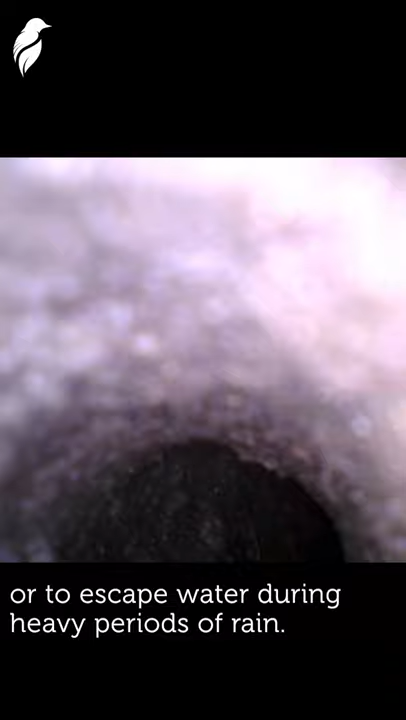 or to escape water during
heavy periods of rain.